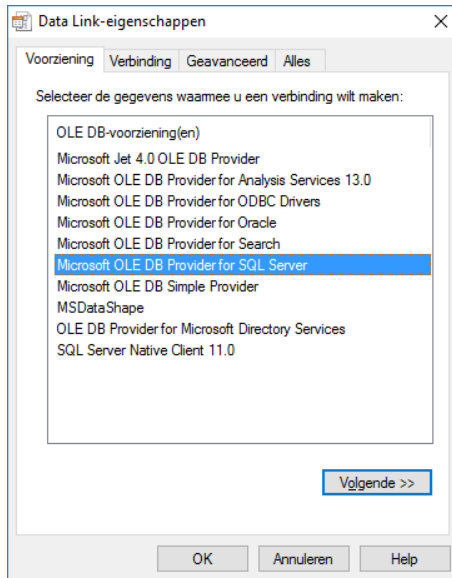 Data Link-eigenschappen
Voorziening Verbinding Geavanceerd Alles
Selecteer de gegevens waarmee u een verbinding wilt maken:
OLE DB-voorziening(en)
Microsoft Jet 4.0 OLE DB Provider
Microsoft OLE DB Provider for Analysis Services 13.0
Microsoft OLE DB Provider for ODBC Drivers
Microsoft OLE DB Provider for Oracle
Microsoft OLE DB Provider for Search
Microsoft OLE DB Provider for SQL Server
Microsoft OLE DB Simple Provider
MSDataShape
OLE DB Provider for Microsoft Directory Services
SQL Server Native Client 11.0
Volgende >>
OK Annuleren Help